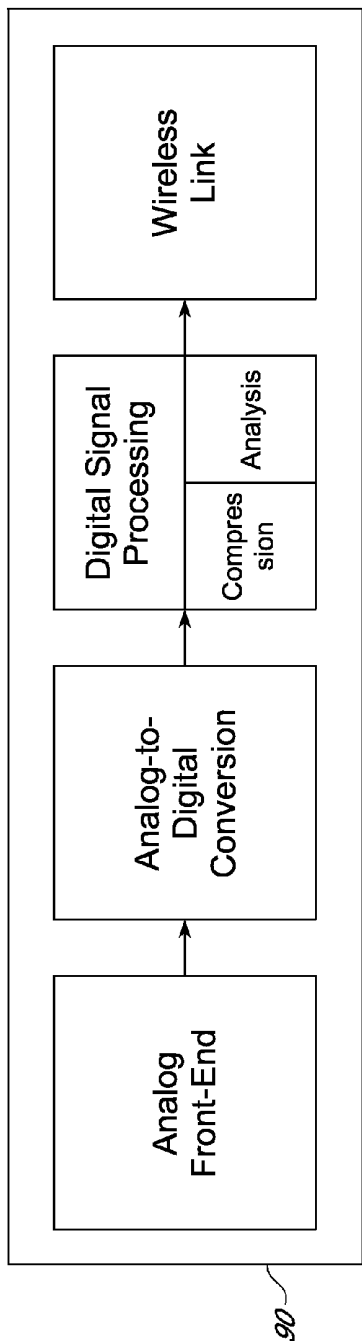 Analog
Front-End
Analog-to-
Digital
Conversion
Digital Signal
Processing
Compres
sion
Analysis
Wireless
Link
90